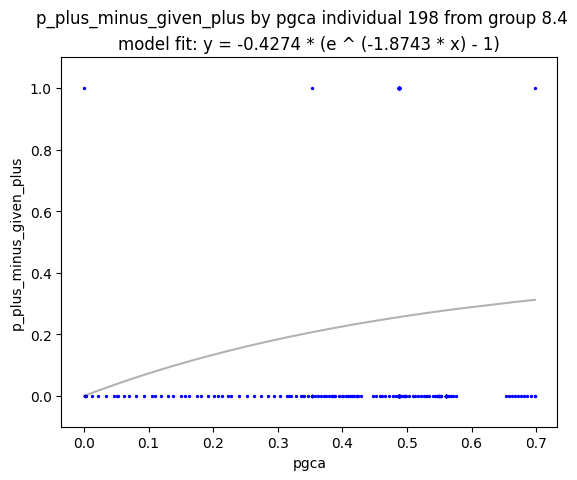 p_plus_minus_given_plus by pgca individual 198 from group 8.4
model fit: y = -0.4274 * (e ^ (-1.8743 * x) - 1)
1.0
0.8
0.6
0.4
0.2
0.0
p_plus_minus_given_plus
0.0 0.1 0.2 0.3 0.4 0.5 0.6 0.7
pgca